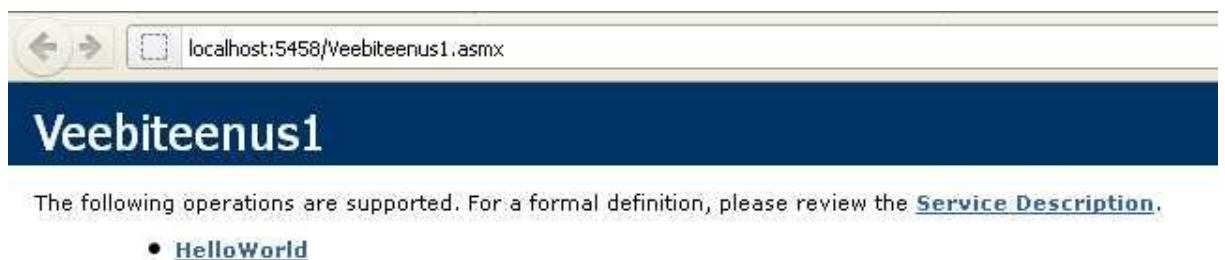 localhost:5458/Veebiteenus1.asmx
Veebiteenus1
The following operations are supported. For a formal definition, please review the Service Description.
HelloWorld